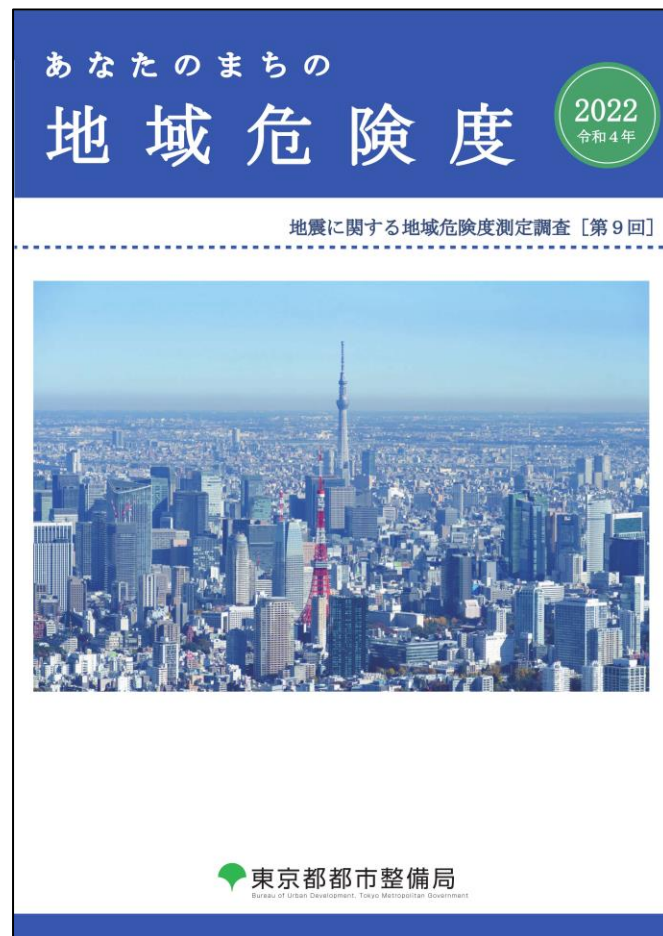 あなたのまちの
地域危険度
2022
令和4年
地震に関する地域危険度測定調査［第9回］
東京都都市整備局
Bureau of Urban Development, Tokyo Metropolitan Government